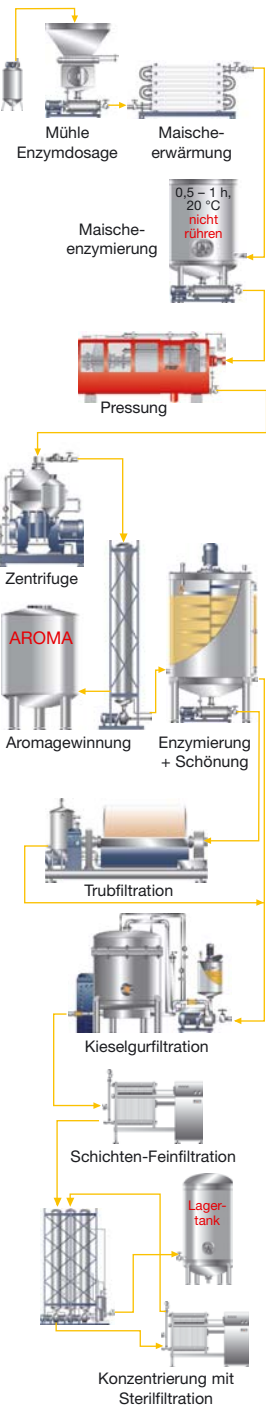 Mühle
Enzymdosage
Maische-
erwärmung
0,5 – 1 h,
20 °C
nicht
rühren
Maische-
enzymierung
Pressung
Zentrifuge
AROMA
Aromagewinnung
Enzymierung
+ Schönung
Trubfiltration
Kieselgurfiltration
Schichten-Feinfiltration
Lager-
tank
Konzentrierung mit
Sterilfiltration